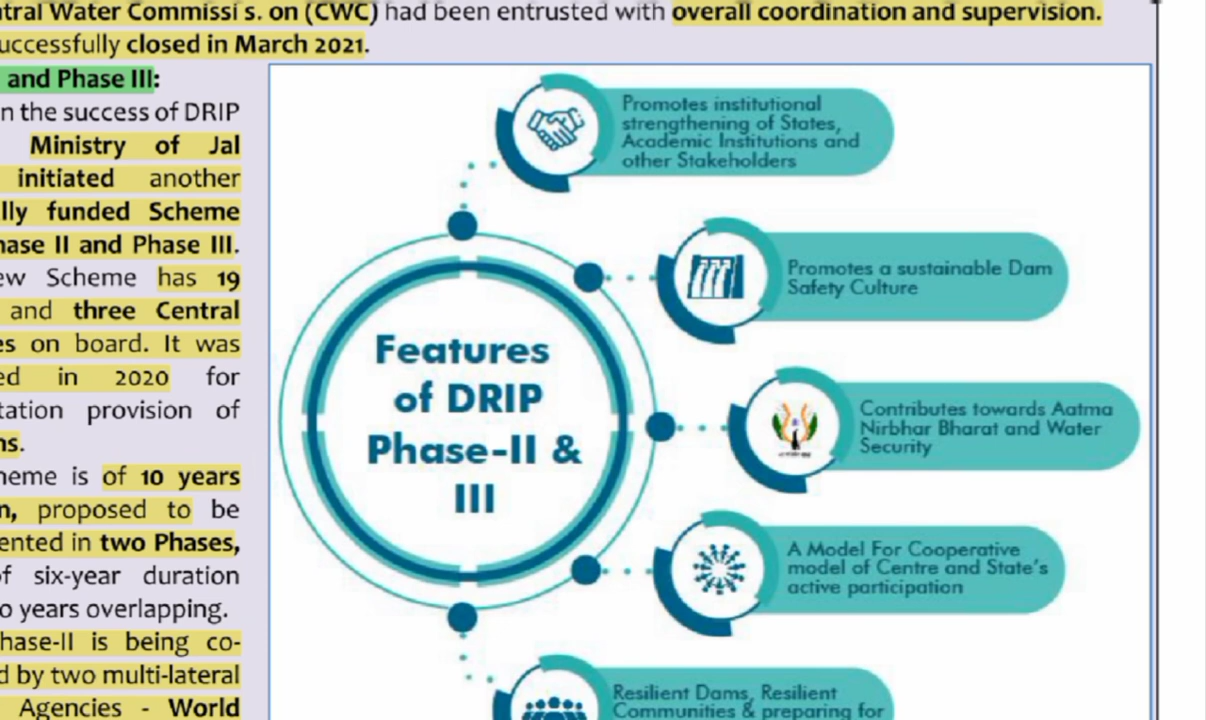 ntral Water Commissi s. on (CWC) had been entrusted with overall coordination and supervision.
uccessfully closed in March 2021.
and Phase III:
n the success of DRIP
Ministry of Jal
initiated another
lly funded Scheme
hase II and Phase III.
ew Scheme has 19
and three Central
es on board. It was
ed in 2020 for
tation provision of
ns.
heme is of 10 years
n, proposed to be
ented in two Phases,
f six-year duration
o years overlapping.
hase-II is being co-
d by two multi-lateral
Agencies - World
Features
of DRIP
Phase-II &
III
Promotes institutional
strengthening of States,
Academic Institutions and
other Stakeholders
Promotes a sustainable Dam
Safety Culture
Contributes towards Aatma
Nirbhar Bharat and Water
Security
A Model For Cooperative
model of Centre and State's
active participation
Resilient Dams, Resilient
Communities & preparing for